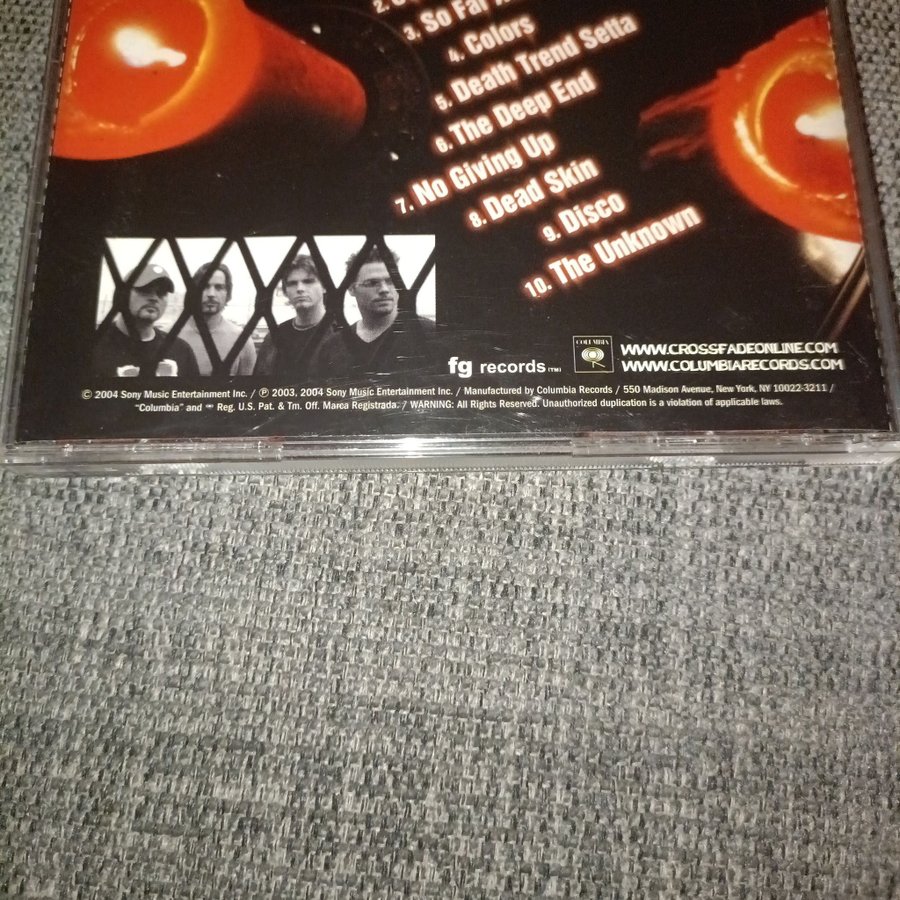 2.
3. So Far
4. Colors
5. Death Trend Setta
6. The Deep End
7. No Giving Up
8. Dead Skin
9. Disco
10. The Unknown
fg records (TM)
COLUMBIA
WWW.CROSSFADEONLINE.COM
WWW.COLUMBIARECORDS.COM
© 2004 Sony Music Entertainment Inc. / ℗ 2003, 2004 Sony Music Entertainment Inc. / Manufactured by Columbia Records / 550 Madison Avenue, New York, NY 10022-3211 /
"Columbia" and Reg. U.S. Pat. & Tm. Off. Marca Registrada. / WARNING: All Rights Reserved. Unauthorized duplication is a violation of applicable laws.